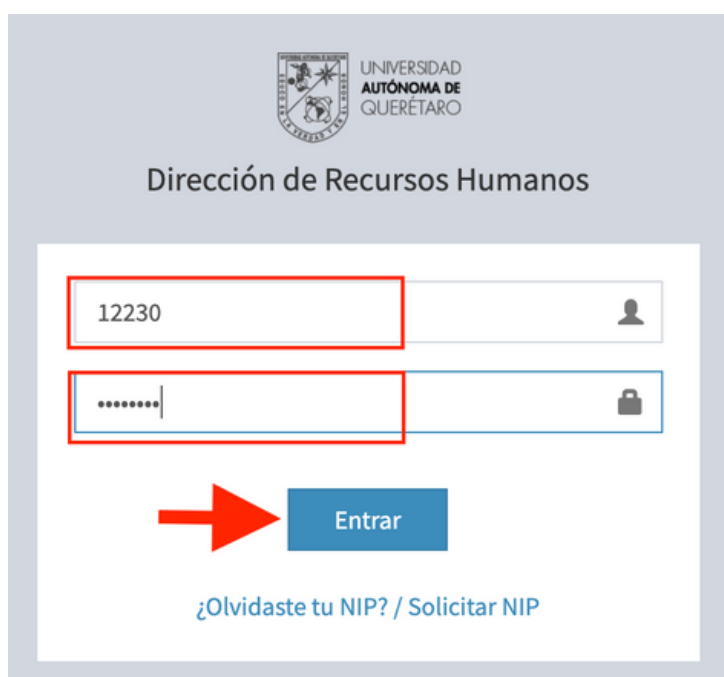 UNIVERSIDAD
AUTÓNOMA DE
QUERÉTARO
Dirección de Recursos Humanos
12230
••••••••
Entrar
¿Olvidaste tu NIP? / Solicitar NIP